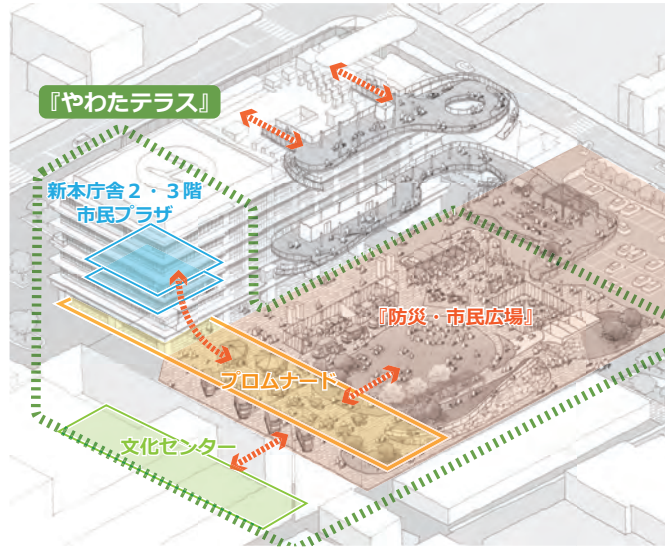 『やわたテラス』
新本庁舎２・３階
市民プラザ
『防災・市民広場』
プロムナード
文化センター